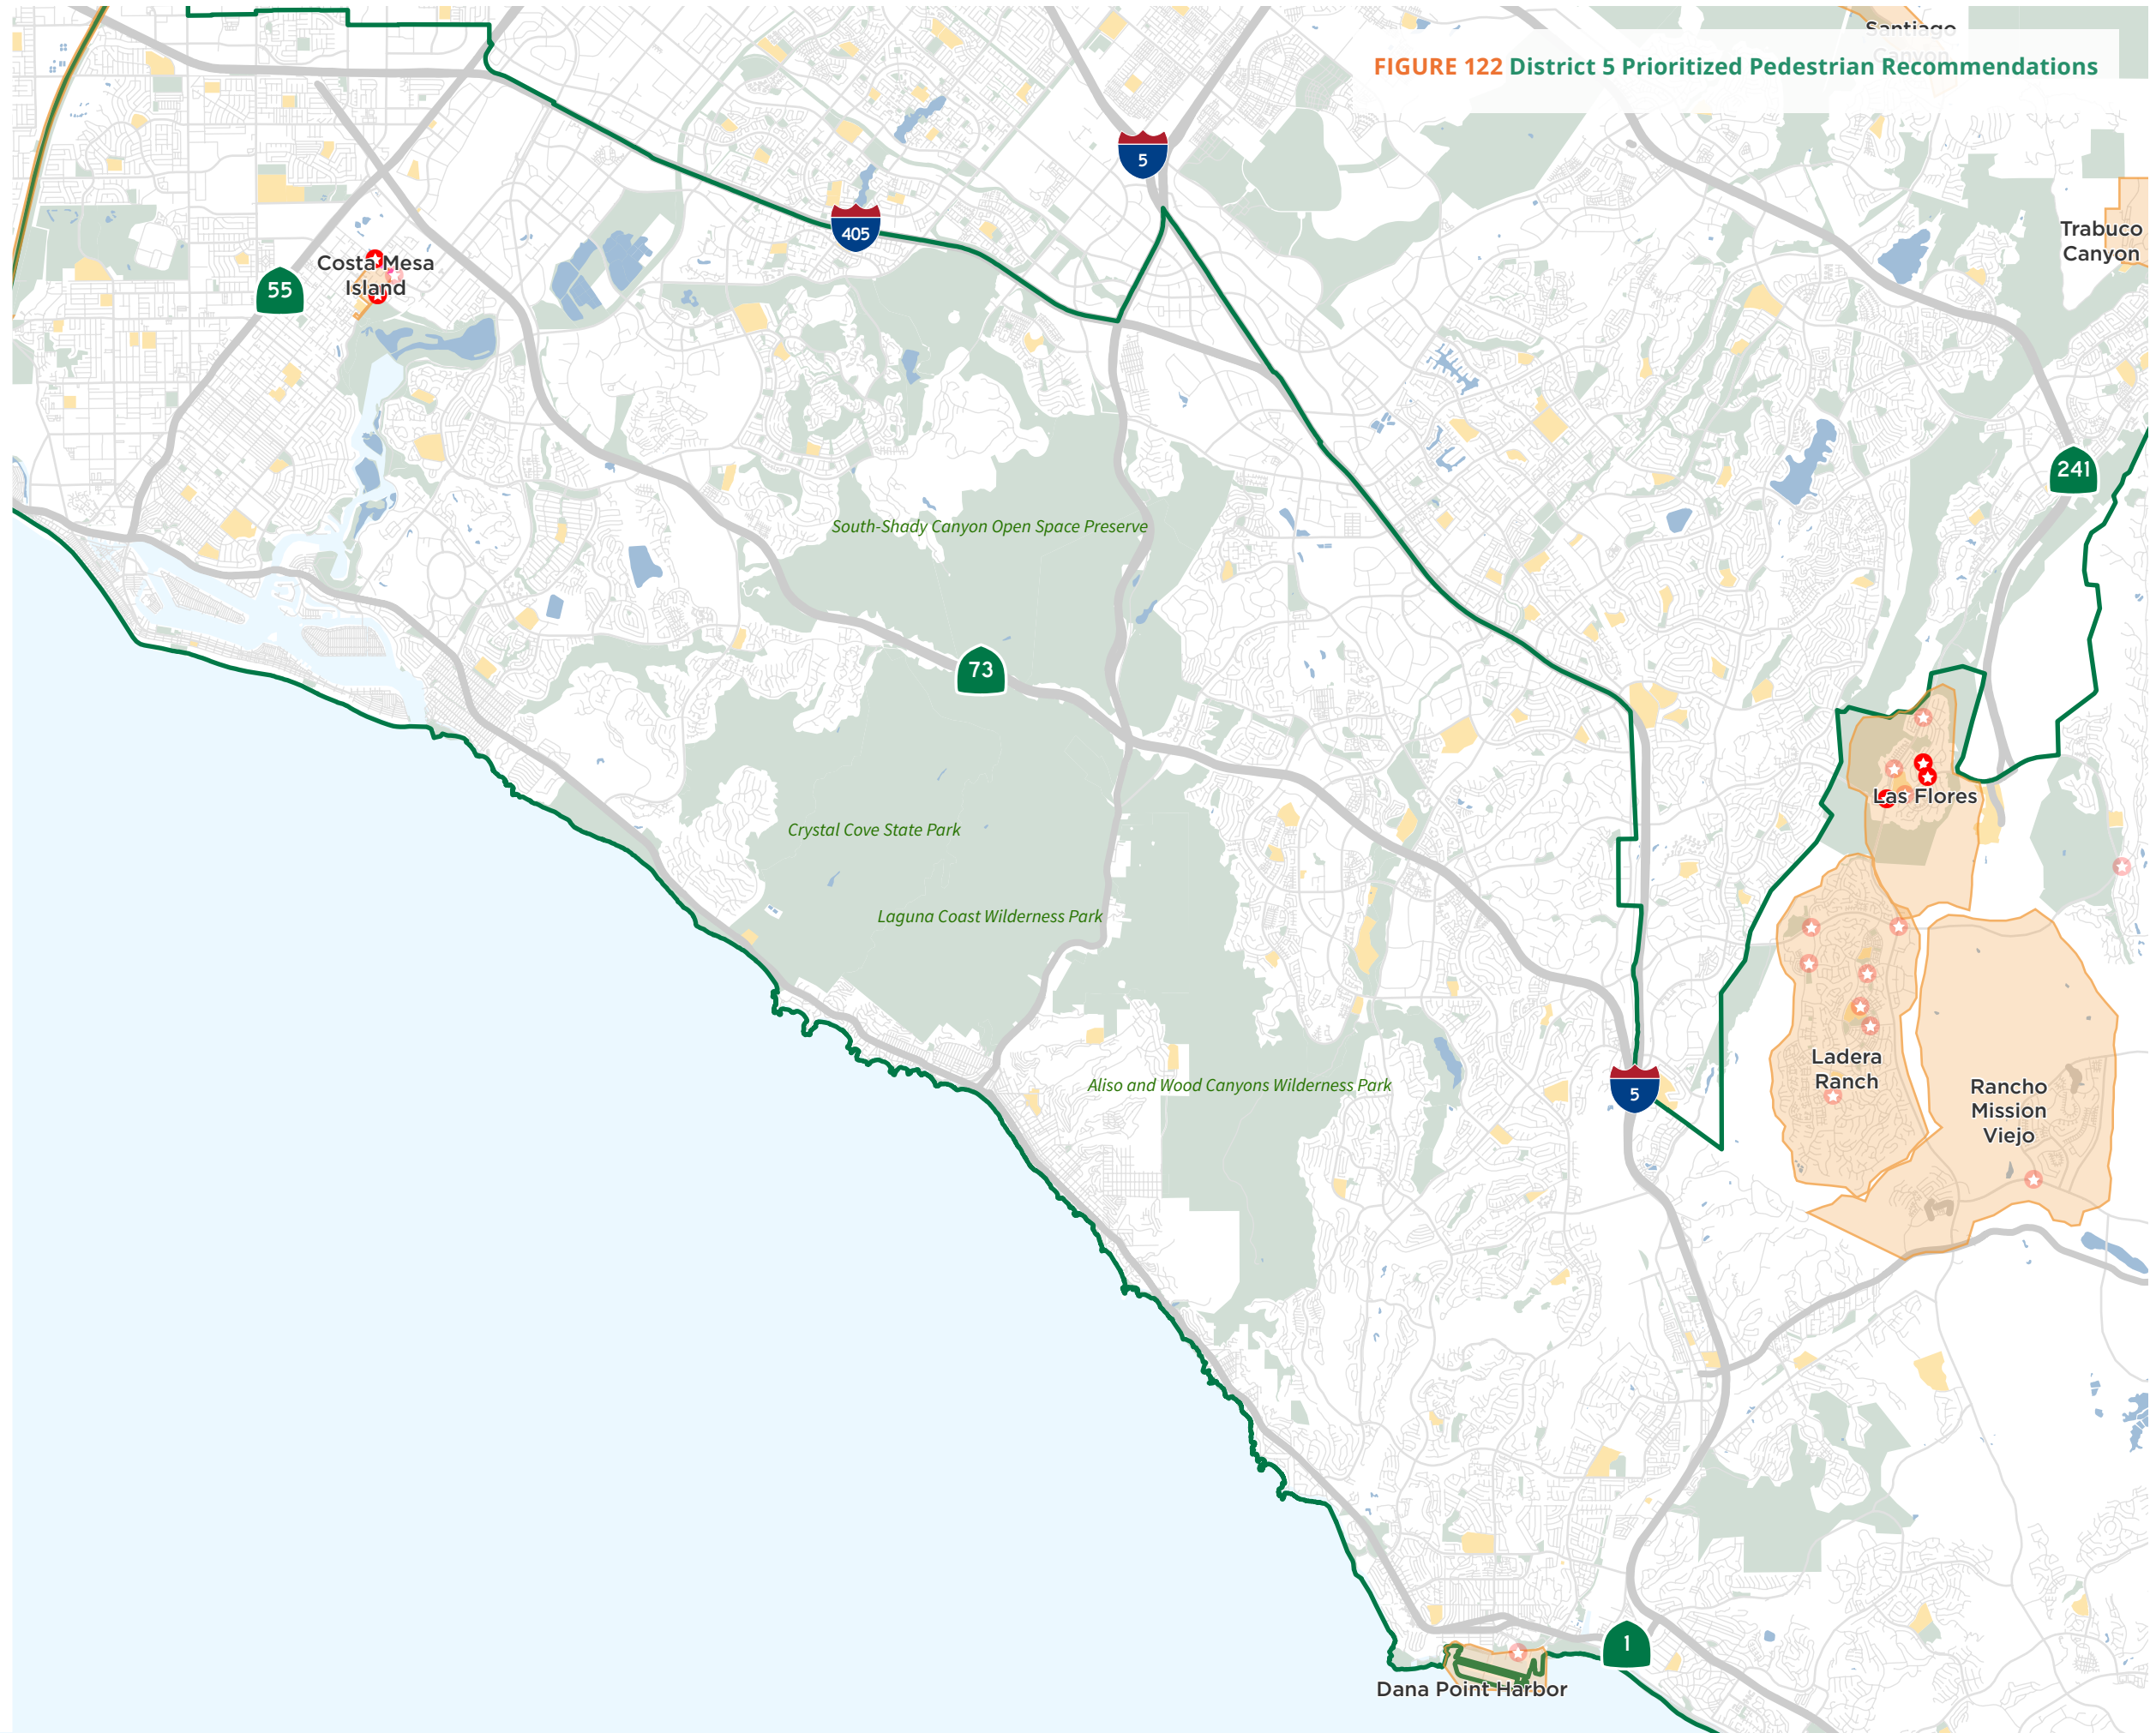 Santiago
Canyon
FIGURE 122 District 5 Prioritized Pedestrian Recommendations
5
405
Trabuco
Canyon
Costa Mesa
Island
55
241
South-Shady Canyon Open Space Preserve
73
Las Flores
Crystal Cove State Park
Laguna Coast Wilderness Park
Ladera
Ranch
Aliso and Wood Canyons Wilderness Park
5
Rancho
Mission
Viejo
1
Dana Point Harbor